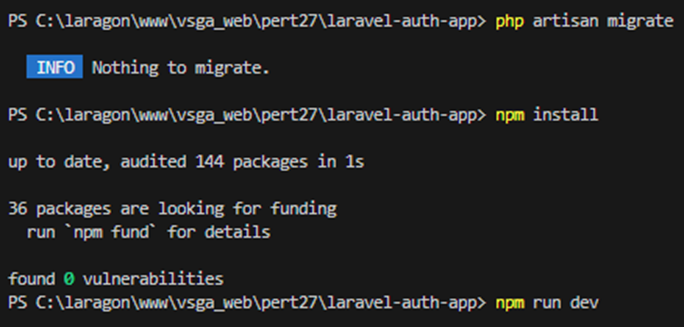 PS C:\laragon\www\vsga_web\pert27\laravel-auth-app> php artisan migrate
INFO Nothing to migrate.
PS C:\laragon\www\vsga_web\pert27\laravel-auth-app> npm install
up to date, audited 144 packages in 1s
36 packages are looking for funding
run `npm fund` for details
found 0 vulnerabilities
PS C:\laragon\www\vsga_web\pert27\laravel-auth-app> npm run dev